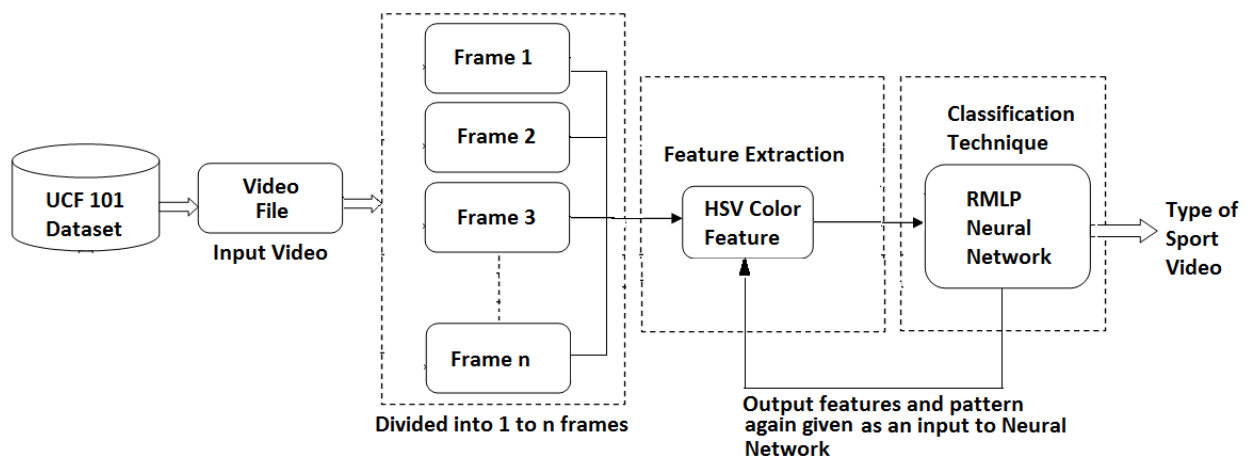 UCF 101
Dataset
Video
File
Input Video
Frame 1
Frame 2
Frame 3
Frame n
Divided into 1 to n frames
Feature Extraction
HSV Color
Feature
Classification
Technique
RMLP
Neural
Network
Type of
Sport
Video
Output features and pattern
again given as an input to Neural
Network